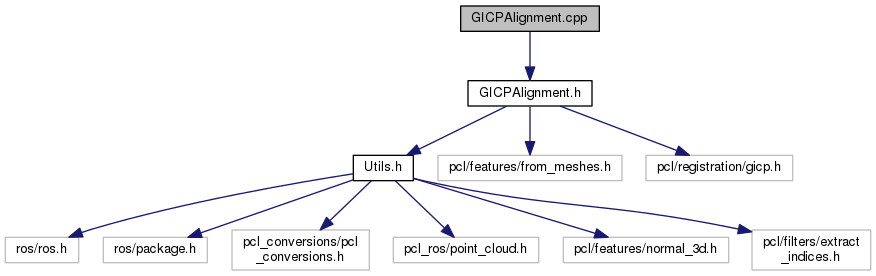 GICPAlignment.cpp
GICPAlignment.h
Utils.h
pcl/features/from_meshes.h
pcl/registration/gicp.h
ros/ros.h
ros/package.h
pcl_conversions/pcl
_conversions.h
pcl_ros/point_cloud.h
pcl/features/normal_3d.h
pcl/filters/extract
_indices.h